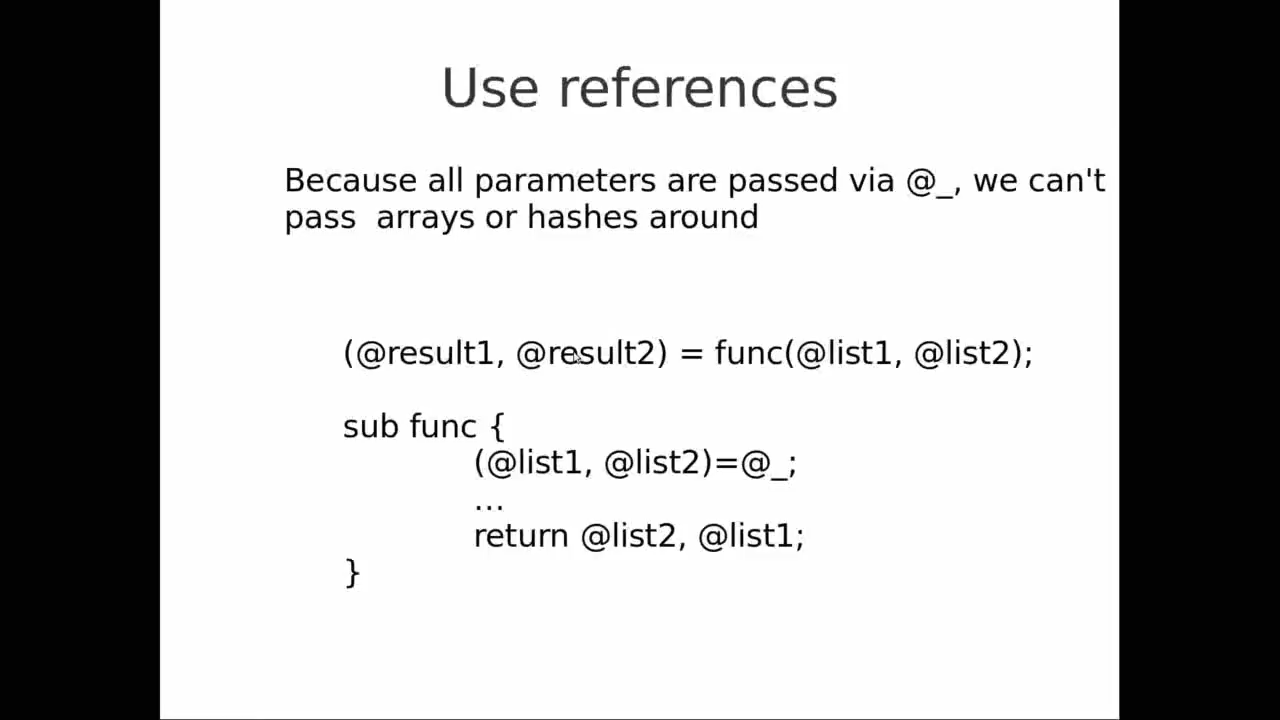 Use references
Because all parameters are passed via @_, we can't
pass  arrays or hashes around
(@result1, @result2) = func(@list1, @list2);
sub func {
(@list1, @list2)=@_;
...
return @list2, @list1;
}